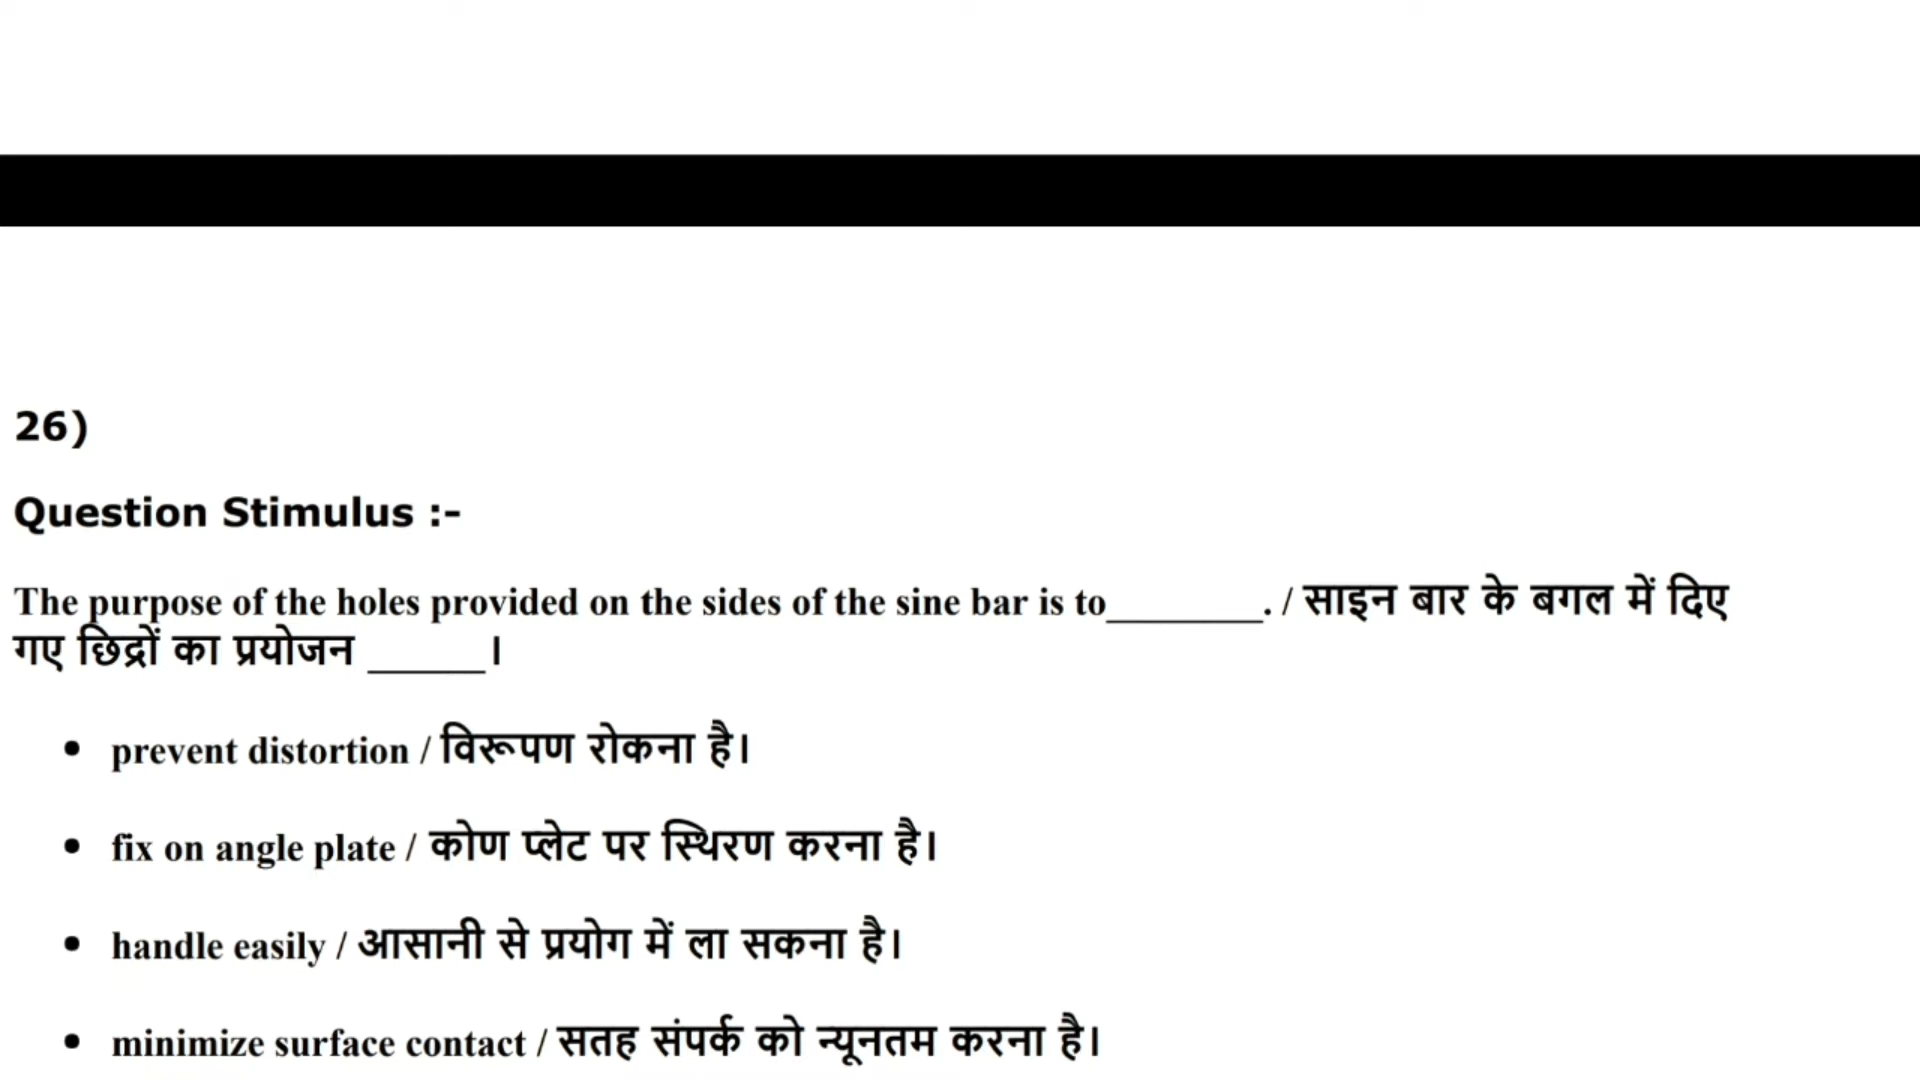 26)
Question Stimulus :-
The purpose of the holes provided on the sides of the sine bar is to________. / साइन बार के बगल में दिए
गए छिद्रों का प्रयोजन ______।
• prevent distortion / विरूपण रोकना है।
• fix on angle plate / कोण प्लेट पर स्थिरण करना है।
• handle easily / आसानी से प्रयोग में ला सकना है।
• minimize surface contact / सतह संपर्क को न्यूनतम करना है।